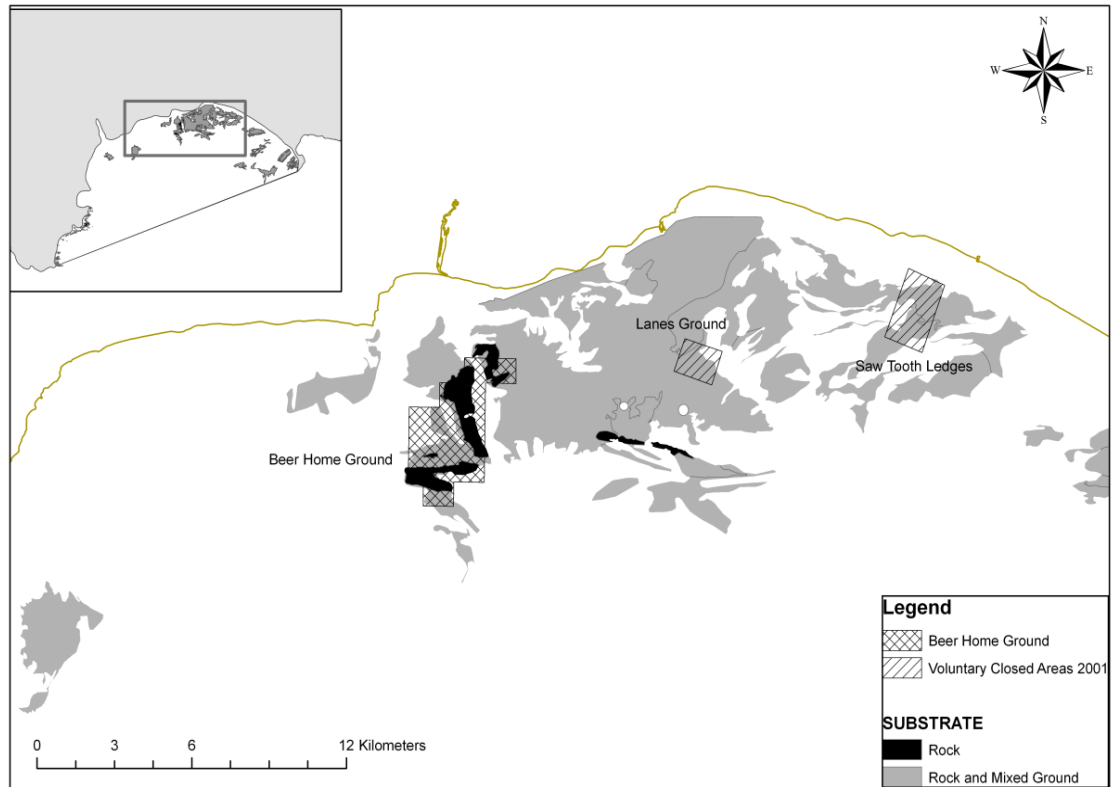 N
W E
S
Lanes Ground
Saw Tooth Ledges
Beer Home Ground
Legend
Beer Home Ground
Voluntary Closed Areas 2001
SUBSTRATE
Rock
Rock and Mixed Ground
0 3 6 12 Kilometers